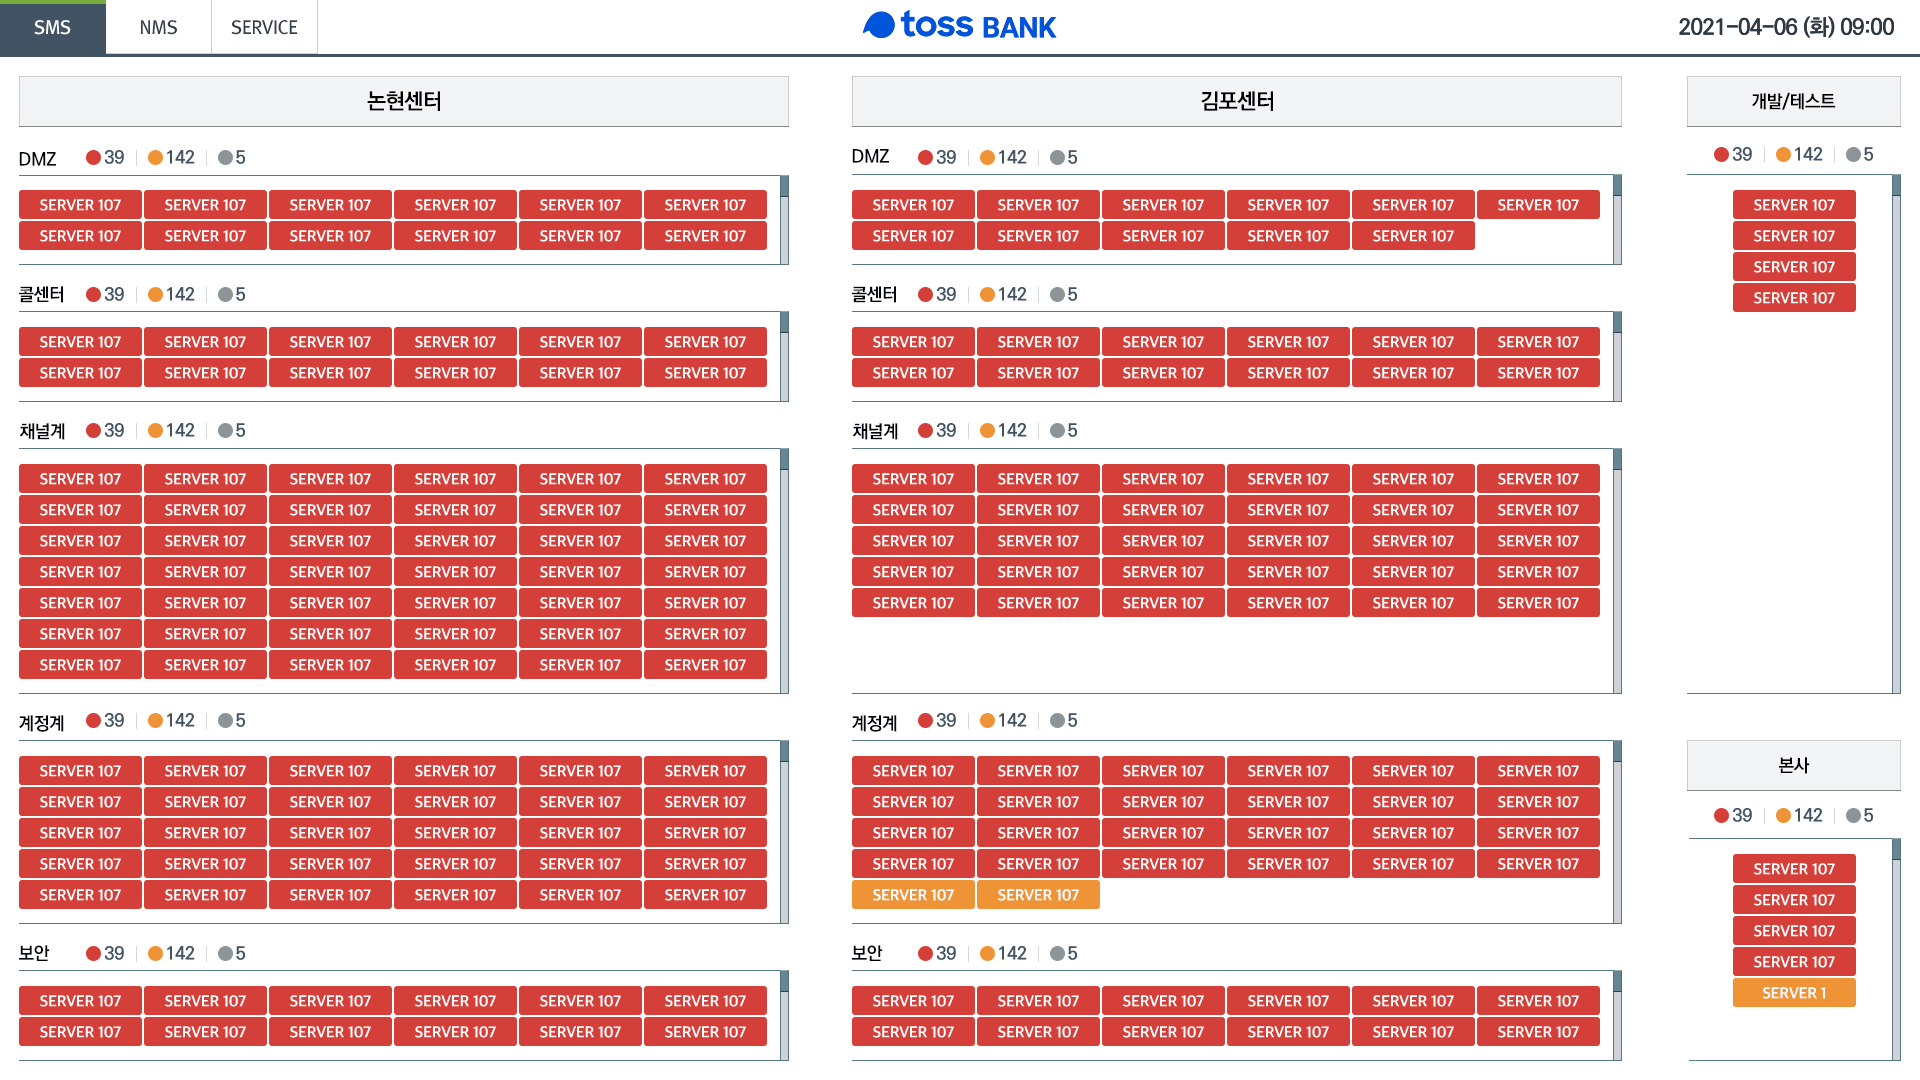 SMS NMS SERVICE toss BANK 2021-04-06 (화) 09:00
논현센터
DMZ 39 142 5
SERVER 107 SERVER 107 SERVER 107 SERVER 107 SERVER 107 SERVER 107
SERVER 107 SERVER 107 SERVER 107 SERVER 107 SERVER 107 SERVER 107
콜센터 39 142 5
SERVER 107 SERVER 107 SERVER 107 SERVER 107 SERVER 107 SERVER 107
SERVER 107 SERVER 107 SERVER 107 SERVER 107 SERVER 107 SERVER 107
채널계 39 142 5
SERVER 107 SERVER 107 SERVER 107 SERVER 107 SERVER 107 SERVER 107
SERVER 107 SERVER 107 SERVER 107 SERVER 107 SERVER 107 SERVER 107
SERVER 107 SERVER 107 SERVER 107 SERVER 107 SERVER 107 SERVER 107
SERVER 107 SERVER 107 SERVER 107 SERVER 107 SERVER 107 SERVER 107
SERVER 107 SERVER 107 SERVER 107 SERVER 107 SERVER 107 SERVER 107
SERVER 107 SERVER 107 SERVER 107 SERVER 107 SERVER 107 SERVER 107
SERVER 107 SERVER 107 SERVER 107 SERVER 107 SERVER 107 SERVER 107
계정계 39 142 5
SERVER 107 SERVER 107 SERVER 107 SERVER 107 SERVER 107 SERVER 107
SERVER 107 SERVER 107 SERVER 107 SERVER 107 SERVER 107 SERVER 107
SERVER 107 SERVER 107 SERVER 107 SERVER 107 SERVER 107 SERVER 107
SERVER 107 SERVER 107 SERVER 107 SERVER 107 SERVER 107 SERVER 107
SERVER 107 SERVER 107 SERVER 107 SERVER 107 SERVER 107 SERVER 107
보안 39 142 5
SERVER 107 SERVER 107 SERVER 107 SERVER 107 SERVER 107 SERVER 107
SERVER 107 SERVER 107 SERVER 107 SERVER 107 SERVER 107 SERVER 107
김포센터
DMZ 39 142 5
SERVER 107 SERVER 107 SERVER 107 SERVER 107 SERVER 107 SERVER 107
SERVER 107 SERVER 107 SERVER 107 SERVER 107 SERVER 107
콜센터 39 142 5
SERVER 107 SERVER 107 SERVER 107 SERVER 107 SERVER 107 SERVER 107
SERVER 107 SERVER 107 SERVER 107 SERVER 107 SERVER 107 SERVER 107
채널계 39 142 5
SERVER 107 SERVER 107 SERVER 107 SERVER 107 SERVER 107 SERVER 107
SERVER 107 SERVER 107 SERVER 107 SERVER 107 SERVER 107 SERVER 107
SERVER 107 SERVER 107 SERVER 107 SERVER 107 SERVER 107 SERVER 107
SERVER 107 SERVER 107 SERVER 107 SERVER 107 SERVER 107 SERVER 107
SERVER 107 SERVER 107 SERVER 107 SERVER 107 SERVER 107 SERVER 107
계정계 39 142 5
SERVER 107 SERVER 107 SERVER 107 SERVER 107 SERVER 107 SERVER 107
SERVER 107 SERVER 107 SERVER 107 SERVER 107 SERVER 107 SERVER 107
SERVER 107 SERVER 107 SERVER 107 SERVER 107 SERVER 107 SERVER 107
SERVER 107 SERVER 107 SERVER 107 SERVER 107 SERVER 107 SERVER 107
SERVER 107 SERVER 107
보안 39 142 5
SERVER 107 SERVER 107 SERVER 107 SERVER 107 SERVER 107 SERVER 107
SERVER 107 SERVER 107 SERVER 107 SERVER 107 SERVER 107 SERVER 107
개발/테스트
39 142 5
SERVER 107
SERVER 107
SERVER 107
SERVER 107
본사
39 142 5
SERVER 107
SERVER 107
SERVER 107
SERVER 107
SERVER 1